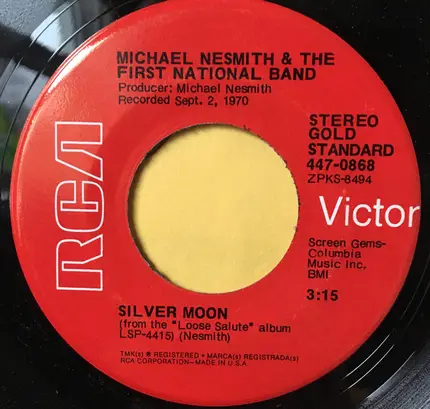 MICHAEL NESMITH & THE
FIRST NATIONAL BAND
Producer: Michael Nesmith
Recorded Sept. 2, 1970
STEREO
GOLD
STANDARD
447-0868
ZPKS-8494
RCA
Victor
Screen Gems-
Columbia
Music Inc.
BMI
3:15
SILVER MOON
(from the "Loose Salute" album
LSP-4415) (Nesmith)
TMK(s) ® REGISTERED • MARCA(s) REGISTRADA(s)
RCA CORPORATION—MADE IN U.S.A.